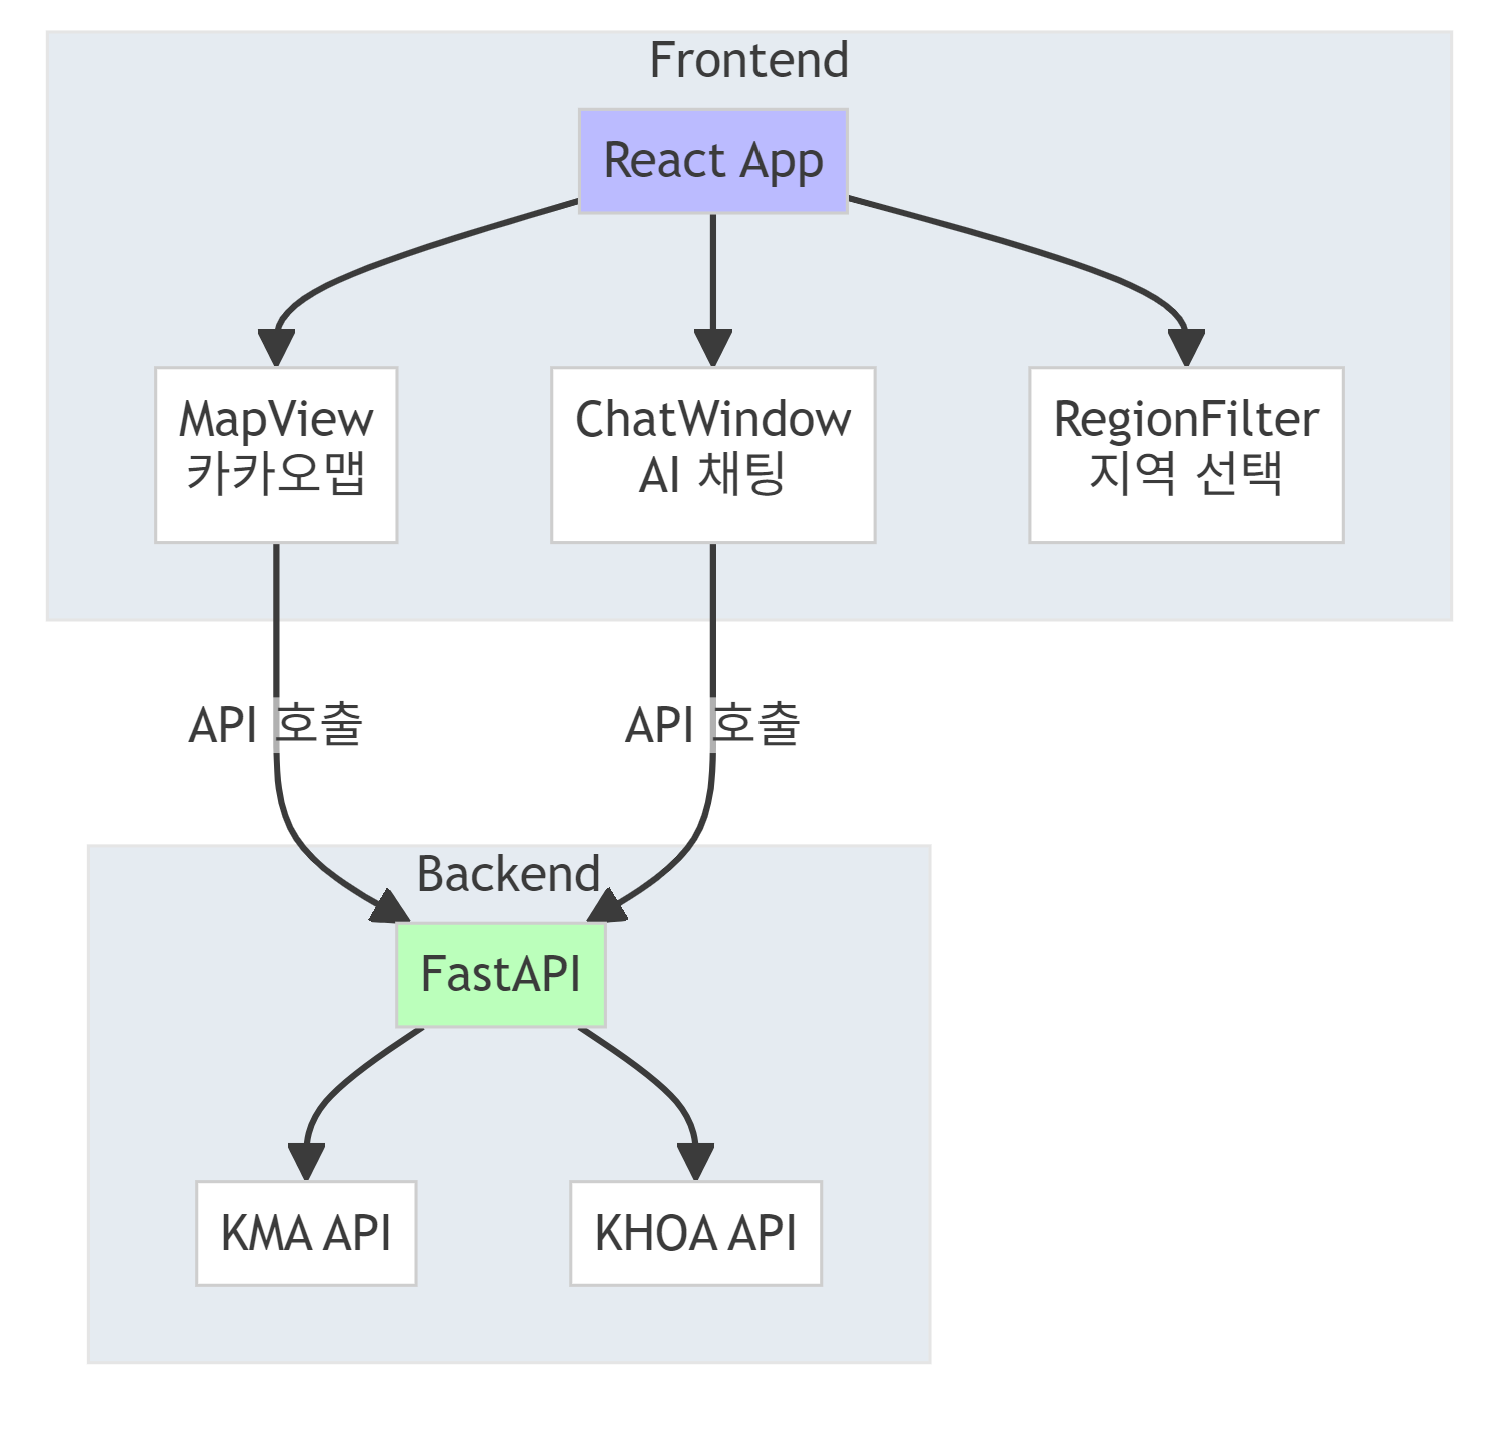 Frontend
React App
MapView
카카오맵
ChatWindow
AI 채팅
RegionFilter
지역 선택
API 호출
API 호출
Backend
FastAPI
KMA API
KHOA API